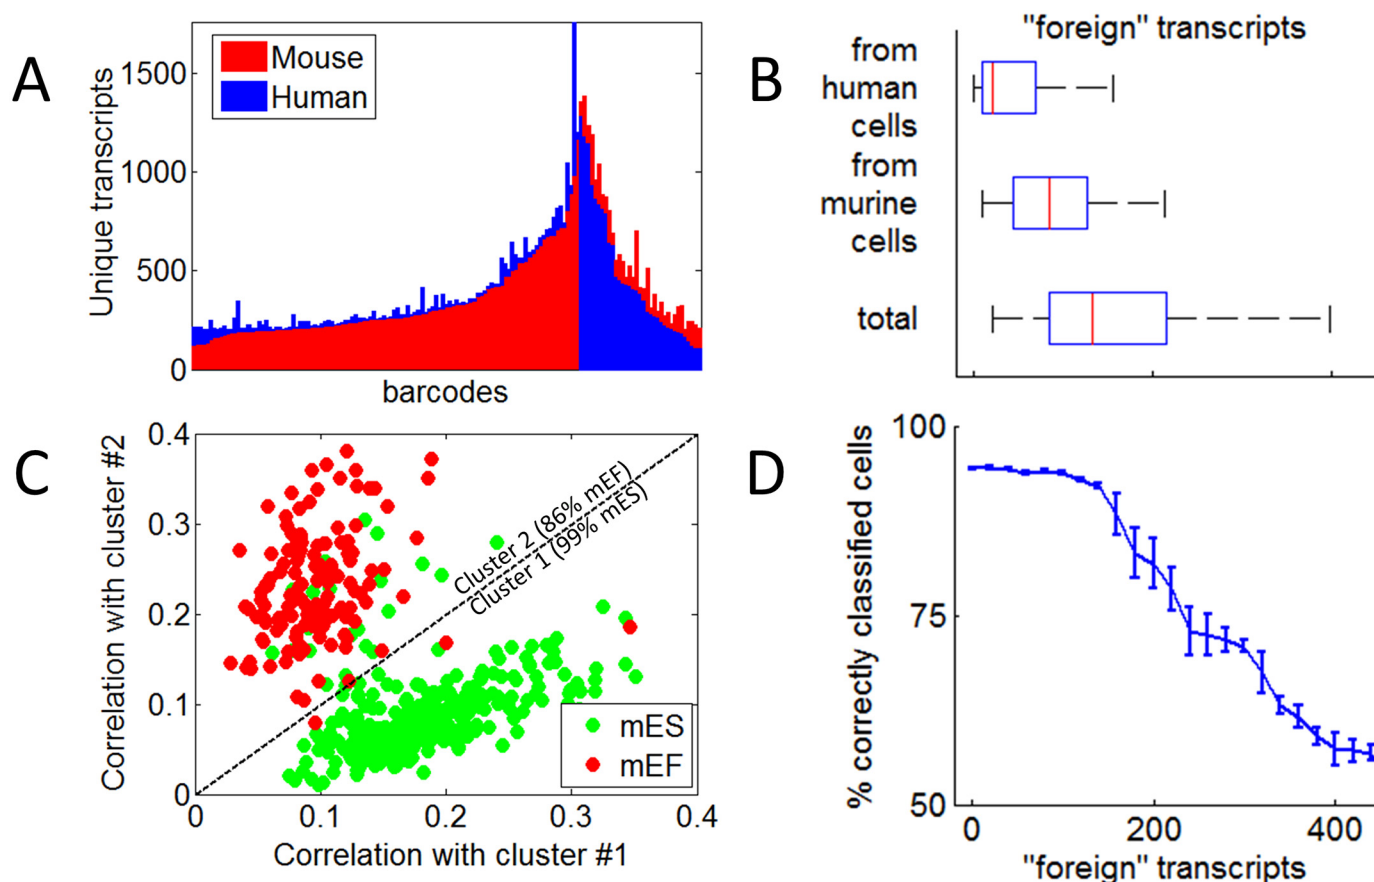 A
Mouse
Human
Unique transcripts
1500
1000
500
0
barcodes
B
"foreign" transcripts
from
human
cells
from
murine
cells
total
C
Correlation with cluster #2
0.4
0.3
0.2
0.1
0
Cluster 2 (86% mEF)
Cluster 1 (99% mES)
mES
mEF
0
0.1
0.2
0.3
0.4
Correlation with cluster #1
D
% correctly classified cells
100
75
50
0
200
400
"foreign" transcripts